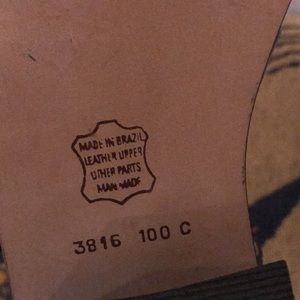 MADE IN BRAZIL
LEATHER UPPER
OTHER PARTS
MAN MADE
3816 100 C